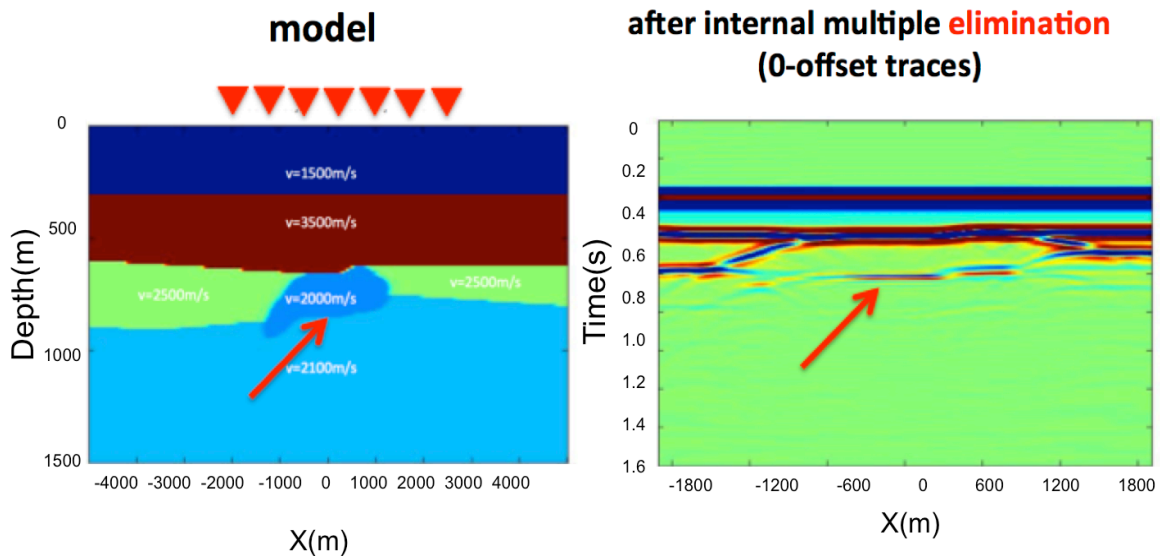 model
after internal multiple elimination
(0-offset traces)
0
500
1000
1500
Depth(m)
v=1500m/s
v=3500m/s
v=2500m/s
v=2500m/s
v=2000m/s
v=2100m/s
-4000 -3000 -2000 -1000 0 1000 2000 3000 4000
X(m)
0
0.2
0.4
0.6
0.8
1.0
1.2
1.4
1.6
Time(s)
-1800 -1200 -600 0 600 1200 1800
X(m)